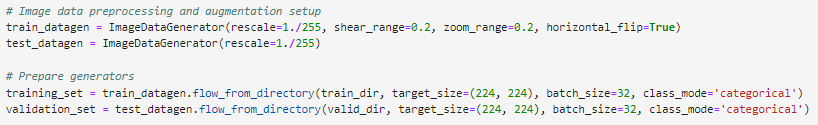 # Image data preprocessing and augmentation setup
train_datagen = ImageDataGenerator(rescale=1./255, shear_range=0.2, zoom_range=0.2, horizontal_flip=True)
test_datagen = ImageDataGenerator(rescale=1./255)
# Prepare generators
training_set = train_datagen.flow_from_directory(train_dir, target_size=(224, 224), batch_size=32, class_mode='categorical')
validation_set = test_datagen.flow_from_directory(valid_dir, target_size=(224, 224), batch_size=32, class_mode='categorical')